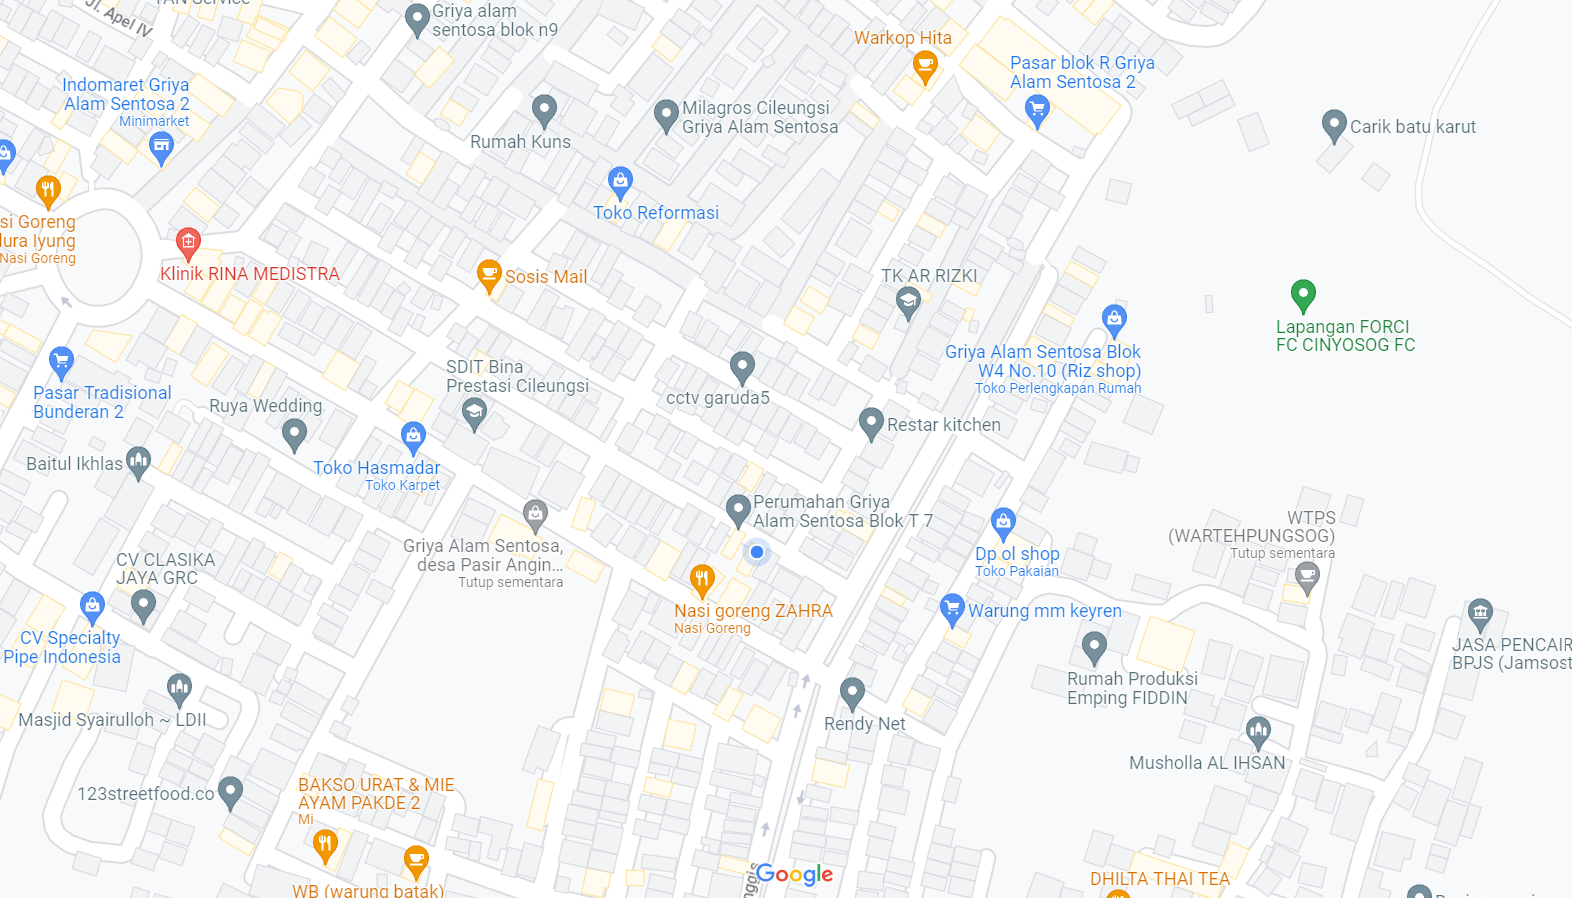 Jl. Apel IV
Griya alam
sentosa blok n9
Warkop Hita
Pasar blok R Griya
Alam Sentosa 2
Indomaret Griya
Alam Sentosa 2
Minimarket
Milagros Cileungsi
Griya Alam Sentosa
Carik batu karut
Rumah Kuns
Toko Reformasi
si Goreng
dura Iyung
Nasi Goreng
Klinik RINA MEDISTRA
Sosis Mail
TK AR RIZKI
Lapangan FORCI
FC CINYOSOG FC
Griya Alam Sentosa Blok
W4 No.10 (Riz shop)
Toko Perlengkapan Rumah
SDIT Bina
Prestasi Cileungsi
Pasar Tradisional
Bunderan 2
Ruya Wedding
cctv garuda5
Restar kitchen
Baitul Ikhlas
Toko Hasmadar
Toko Karpet
Perumahan Griya
Alam Sentosa Blok T 7
WTPS
(WARTEHPUNGSOG)
Tutup sementara
Griya Alam Sentosa,
desa Pasir Angin...
Tutup sementara
Dp ol shop
Toko Pakaian
CV CLASIKA
JAYA GRC
Nasi goreng ZAHRA
Nasi Goreng
Warung mm keyren
CV Specialty
Pipe Indonesia
JASA PENCAIR
BPJS (Jamsost
Rumah Produksi
Emping FIDDIN
Masjid Syairulloh ~ LDII
Rendy Net
Musholla AL IHSAN
123streetfood.co
BAKSO URAT & MIE
AYAM PAKDE 2
Mi
Google
WB (warung batak)
DHILTA THAI TEA